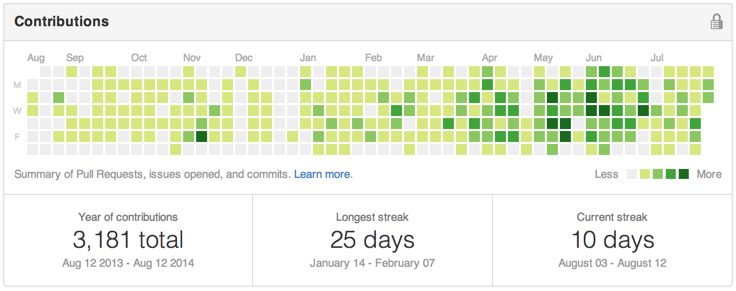 Contributions
Aug Sep Oct Nov Dec Jan Feb Mar Apr May Jun Jul
M
W
F
Summary of Pull Requests, issues opened, and commits. Learn more. Less More
Year of contributions Longest streak Current streak
3,181 total 25 days 10 days
Aug 12 2013 - Aug 12 2014 January 14 - February 07 August 03 - August 12